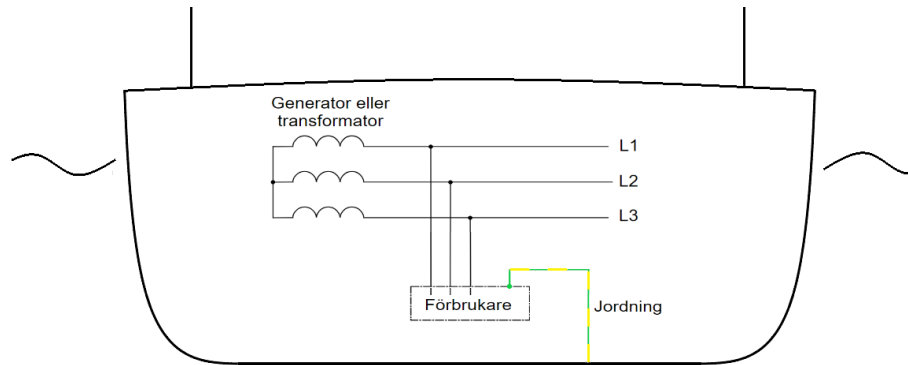 Generator eller
transformator
L1
L2
L3
Förbrukare
Jordning